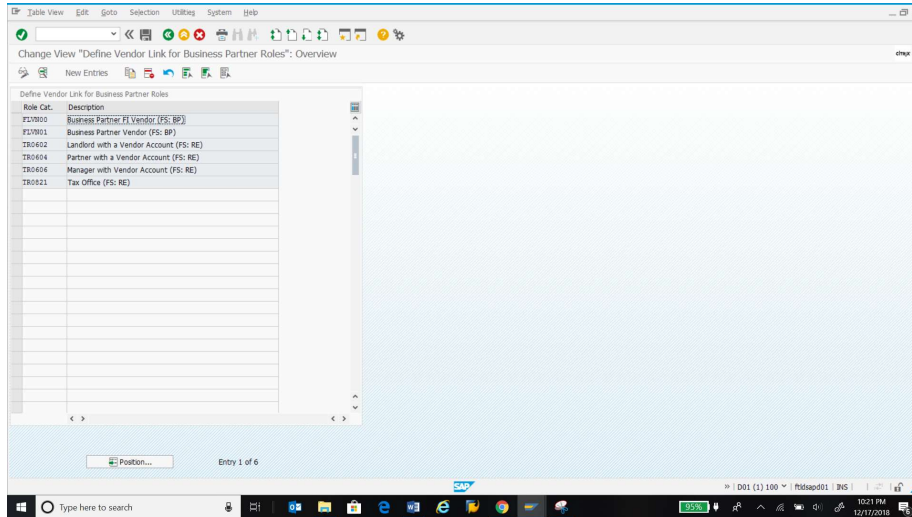 Table View Edit Goto Selection Utilities System Help
Change View "Define Vendor Link for Business Partner Roles": Overview
citrix
New Entries
Define Vendor Link for Business Partner Roles
Role Cat. Description
FLVN00 Business Partner FI Vendor (FS: BP)
FLVN01 Business Partner Vendor (FS: BP)
TR0602 Landlord with a Vendor Account (FS: RE)
TR0604 Partner with a Vendor Account (FS: RE)
TR0606 Manager with Vendor Account (FS: RE)
TR0821 Tax Office (FS: RE)
Position... Entry 1 of 6
SAP
D01 (1) 100 ftldsapd01 INS
Type here to search
95%
10:21 PM
12/17/2018